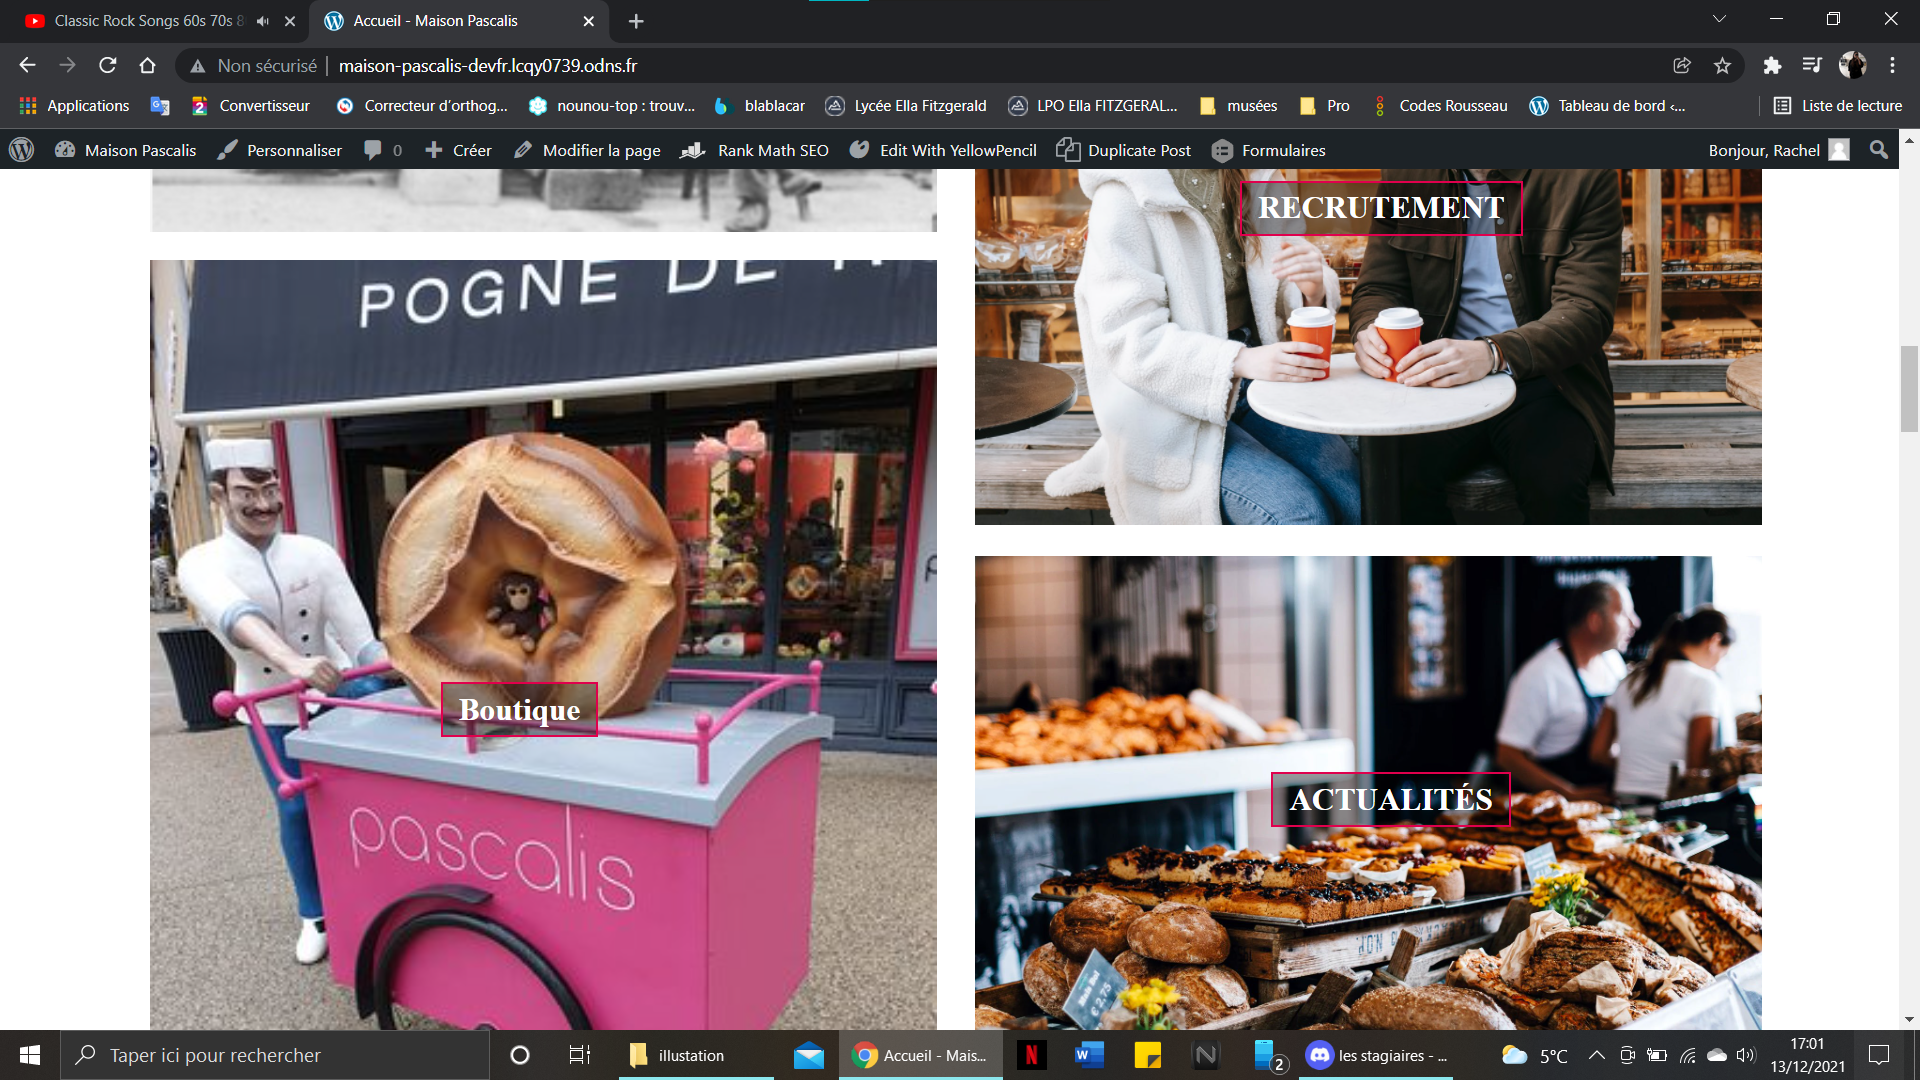 Classic Rock Songs 60s 70s 8
Accueil - Maison Pascalis
Non sécurisé
maison-pascalis-devfr.lcqy0739.odns.fr
Applications
Convertisseur
Correcteur d'orthog...
nounou-top : trouv...
blablacar
Lycée Ella Fitzgerald
LPO Ella FITZGERAL...
musées
Pro
Codes Rousseau
Tableau de bord ‹...
Liste de lecture
Maison Pascalis
Personnaliser
0
Créer
Modifier la page
Rank Math SEO
Edit With YellowPencil
Duplicate Post
Formulaires
Bonjour, Rachel
RECRUTEMENT
POGNE DE
Boutique
pascalis
ACTUALITÉS
€ 2,75
Taper ici pour rechercher
illustation
Accueil - Mais...
2
les stagiaires - ...
5°C
17:01
13/12/2021